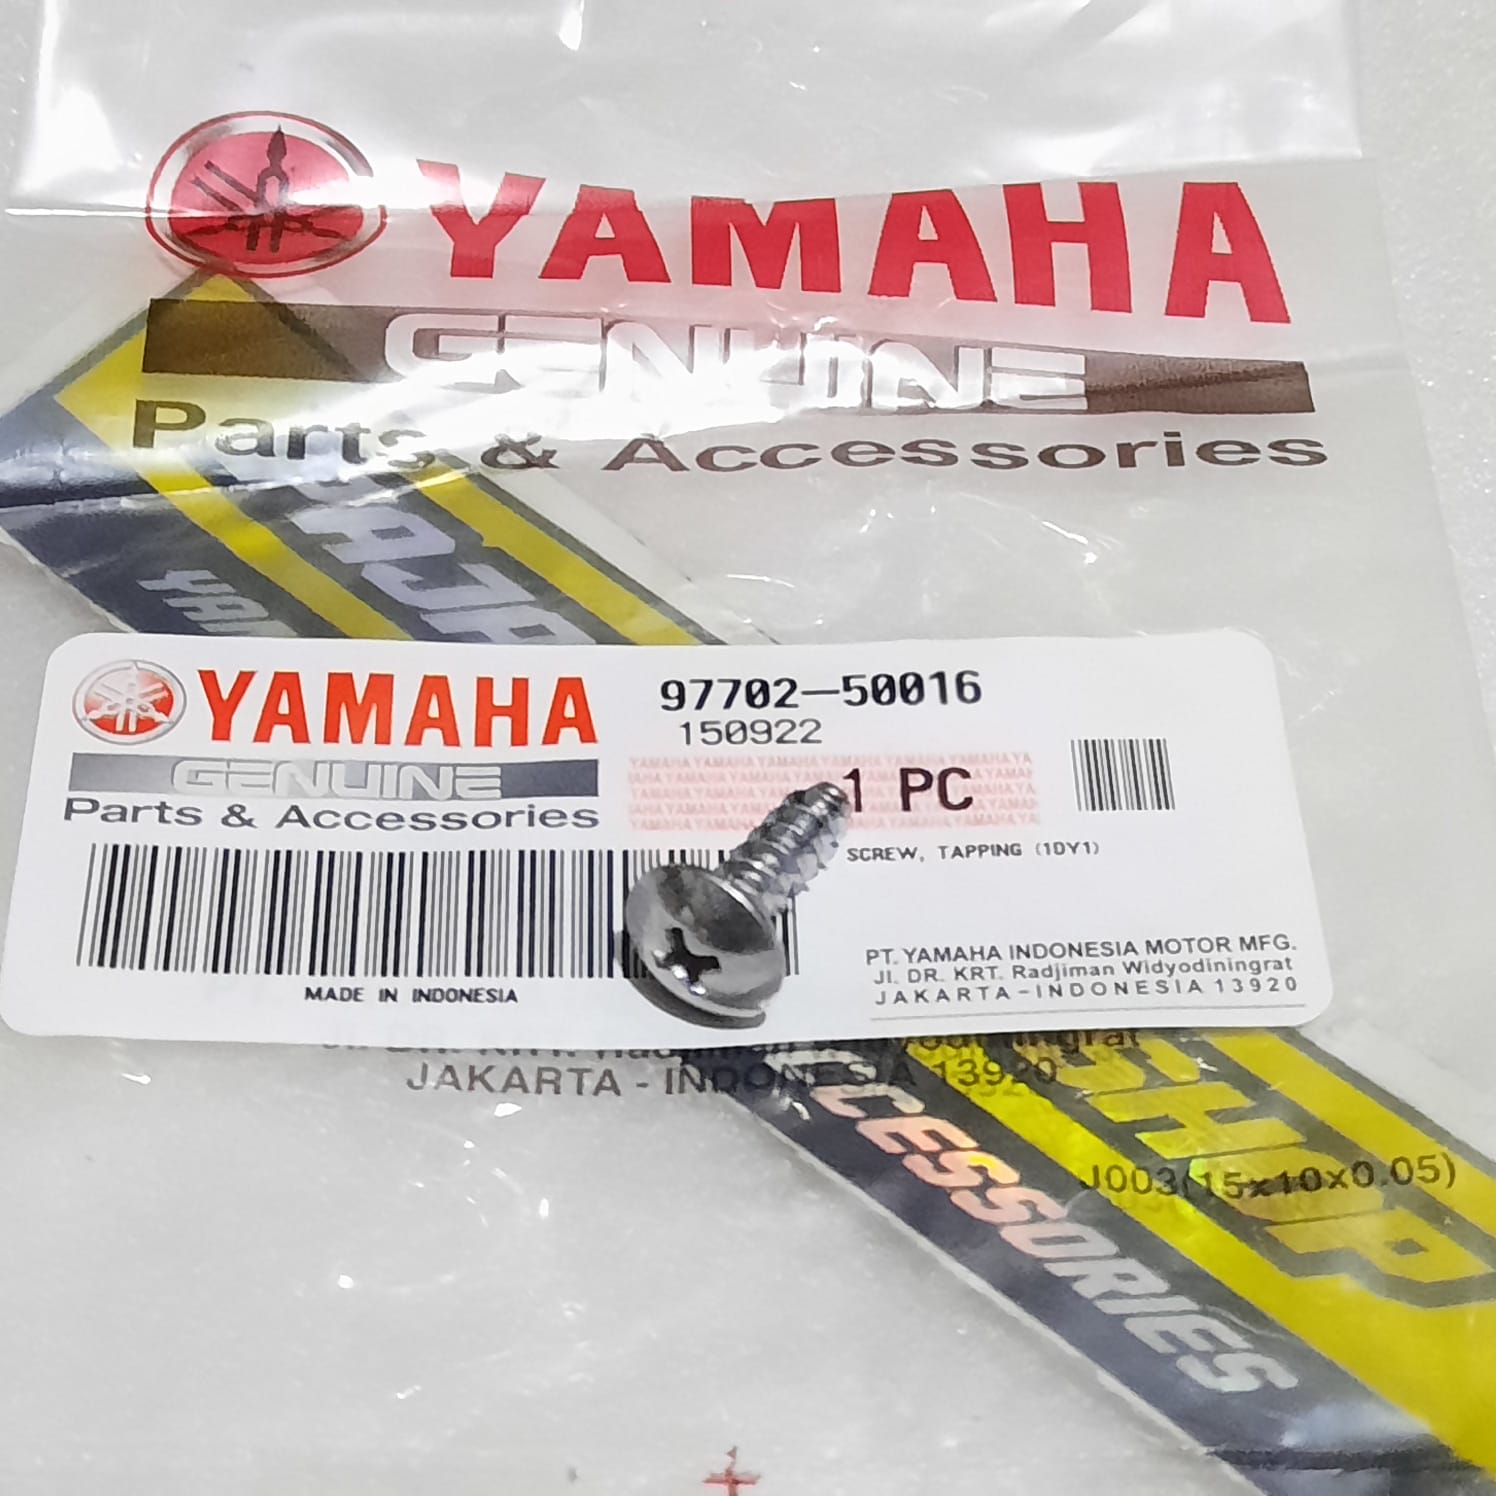 YAMAHA
GENUINE
Parts & Accessories
YAMAHA
GENUINE
Parts & Accessories
MADE IN INDONESIA
97702-50016
150922
1 PC
SCREW, TAPPING (1DY1)
PT. YAMAHA INDONESIA MOTOR MFG.
Jl. DR. KRT. Radjiman Widyodiningrat
JAKARTA-INDONESIA 13920
JAKARTA - INDONESIA 13920
J003(15x10x0.05)
SHOP